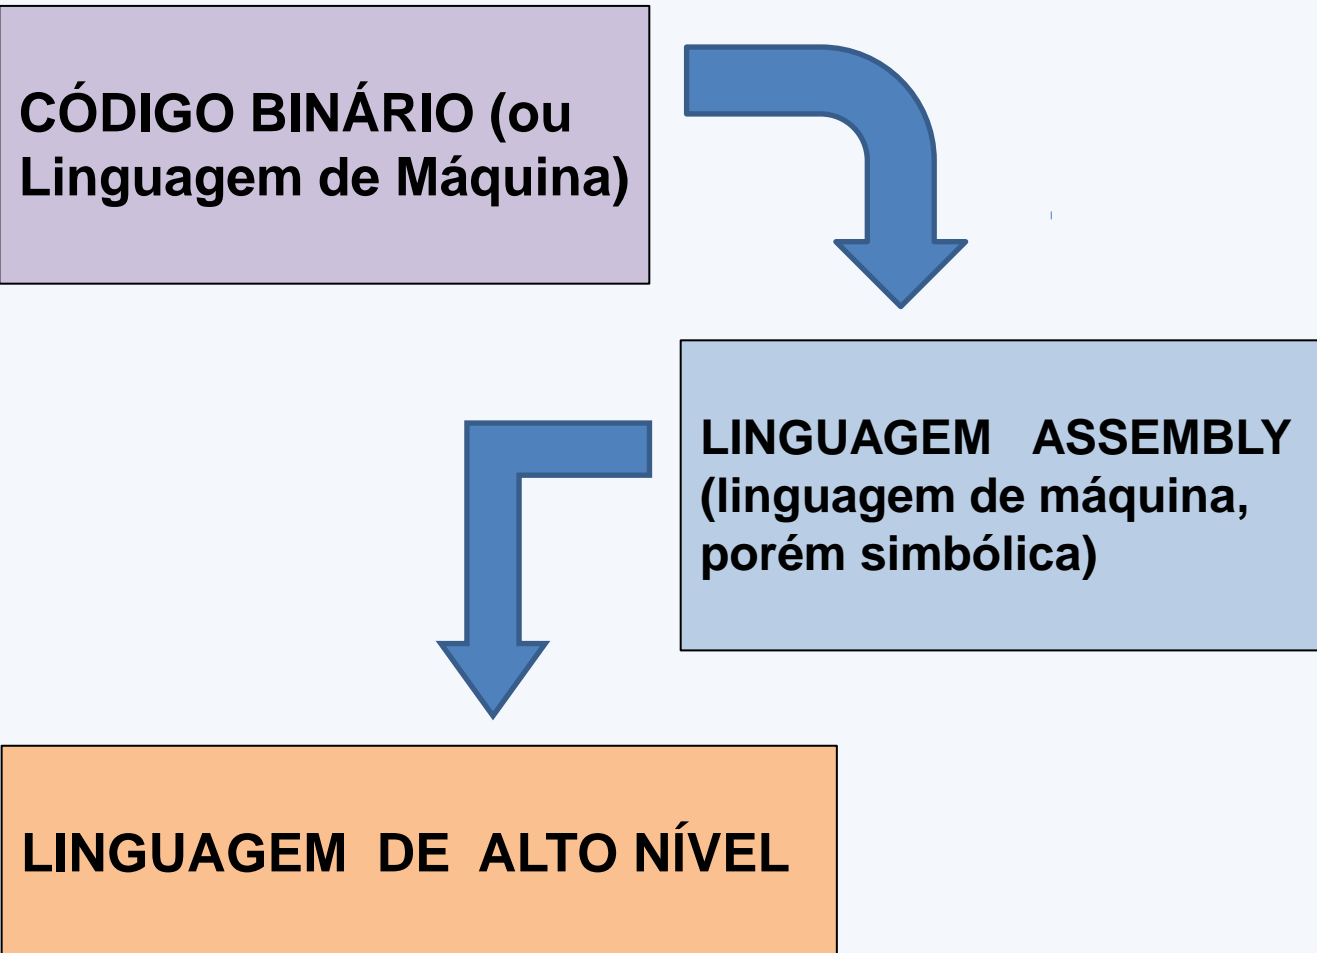 CÓDIGO BINÁRIO (ou
Linguagem de Máquina)
LINGUAGEM ASSEMBLY
(linguagem de máquina,
porém simbólica)
LINGUAGEM DE ALTO NÍVEL